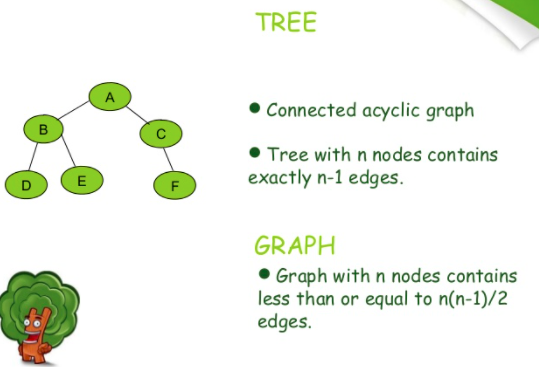 TREE
A
B
C
D
E
F
● Connected acyclic graph
● Tree with n nodes contains
exactly n-1 edges.
GRAPH
● Graph with n nodes contains
less than or equal to n(n-1)/2
edges.